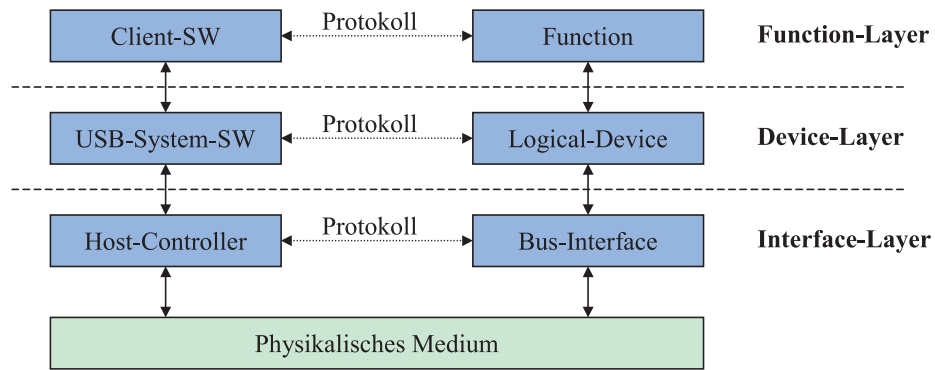 Client-SW
Protokoll
Function
Function-Layer
USB-System-SW
Protokoll
Logical-Device
Device-Layer
Host-Controller
Protokoll
Bus-Interface
Interface-Layer
Physikalisches Medium